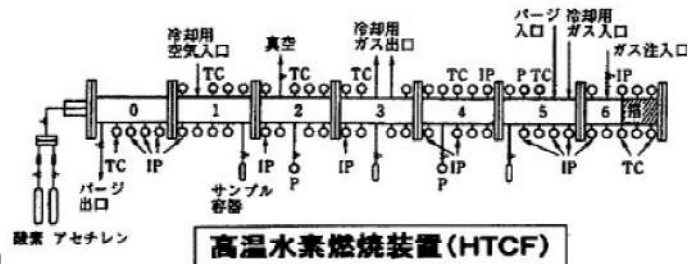 冷却用
空気入口
真空
冷却用
ガス出口
パージ
入口
冷却用
ガス入口
ガス注入口
TC
TC
TC
TC IP
P TC
IP
0
1
2
3
4
5
6
TC
IP
IP
IP
IP
IP
TC
パージ
出口
サンプル
容器
P
P
酸素 アセチレン
高温水素燃焼装置(HTCF)